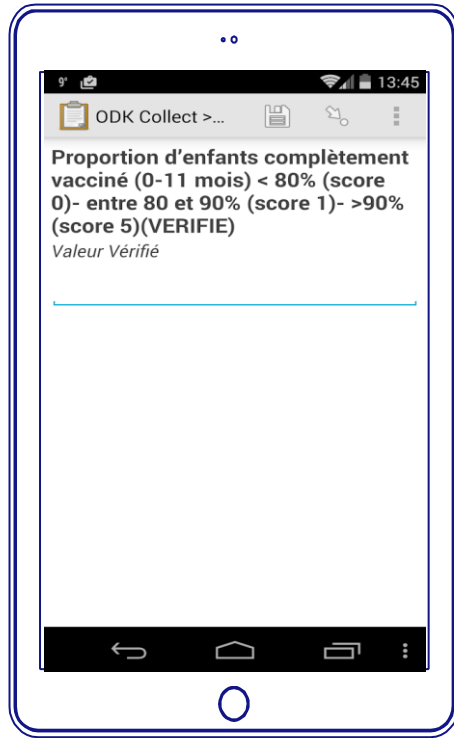 9° 13:45
ODK Collect >...
Proportion d’enfants complètement
vacciné (0-11 mois) < 80% (score
0)- entre 80 et 90% (score 1)- >90%
(score 5)(VERIFIE)
Valeur Vérifié